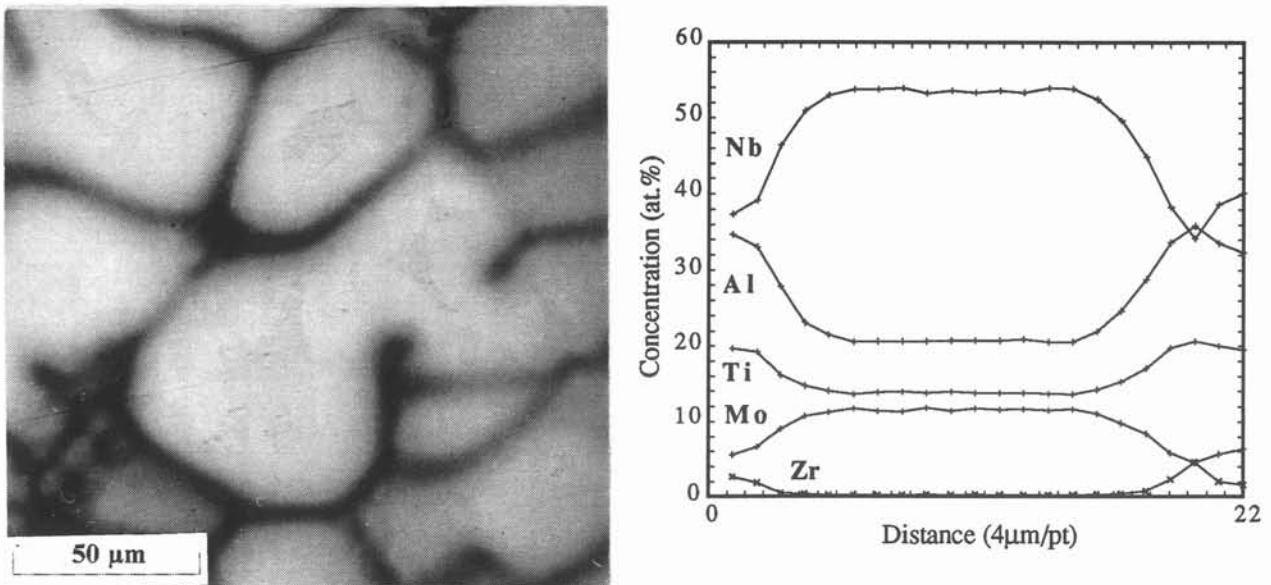 50 µm
60
50
40
30
20
10
0
Concentration (at.%)
Nb
Al
Ti
Mo
Zr
0
22
Distance (4µm/pt)